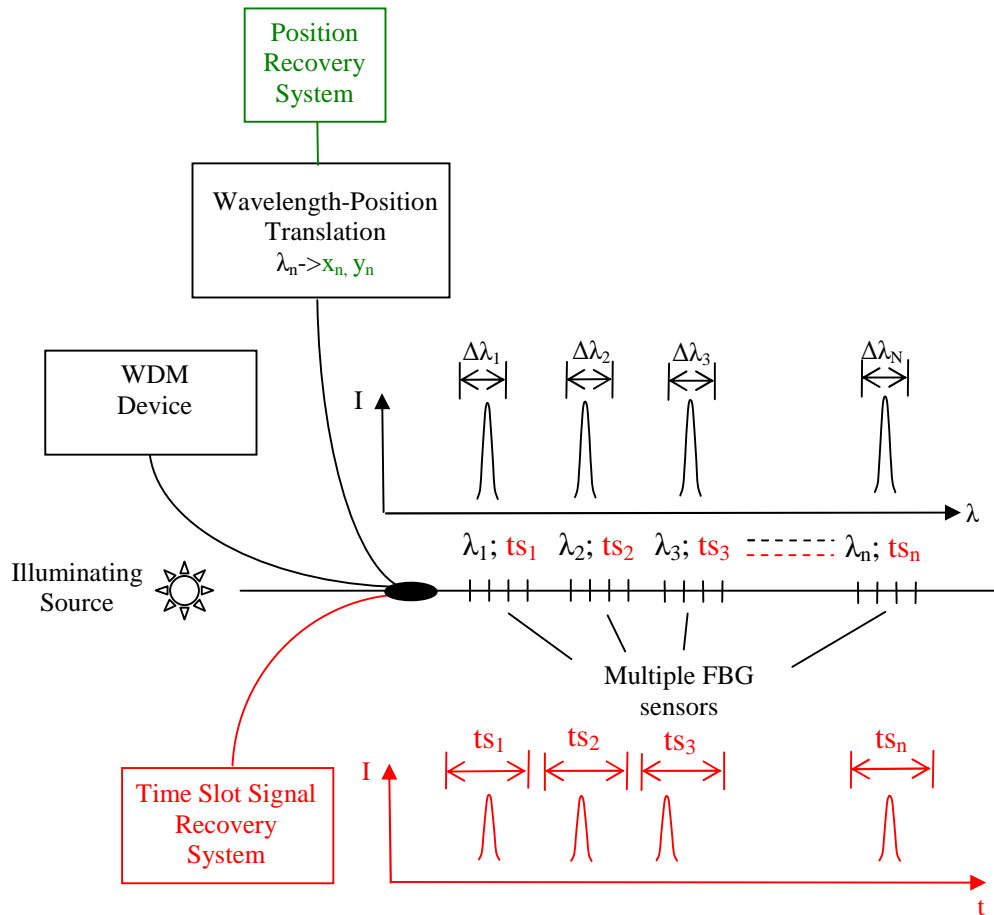 Position
Recovery
System
Wavelength-Position
Translation
λn->xn, yn
WDM
Device
Δλ1
Δλ2
Δλ3
ΔλN
I
λ
λ1; ts1
λ2; ts2
λ3; ts3
λn; tsn
Illuminating
Source
Multiple FBG
sensors
ts1
ts2
ts3
tsn
I
Time Slot Signal
Recovery
System
t